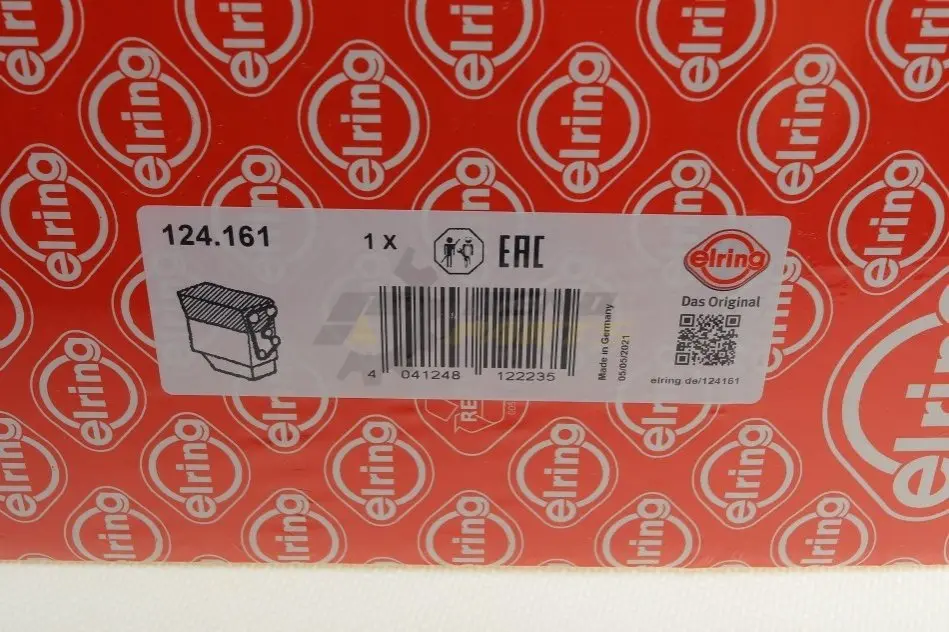 124.161
1 X
EAC
elring
Das Original
4 041248 122235
Made in Germany
05/05/2021
elring.de/124161